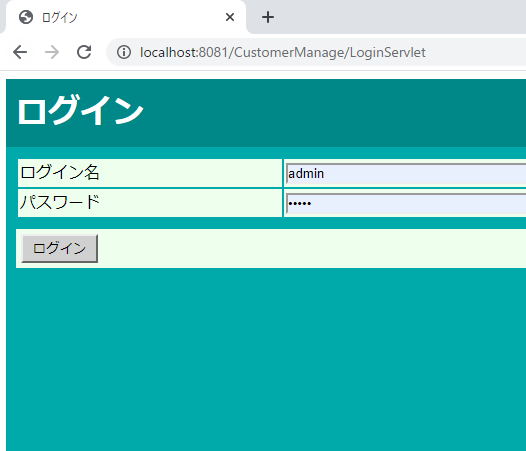 ログイン
localhost:8081/CustomerManage/LoginServlet
ログイン
ログイン名 admin
パスワード •••••
ログイン